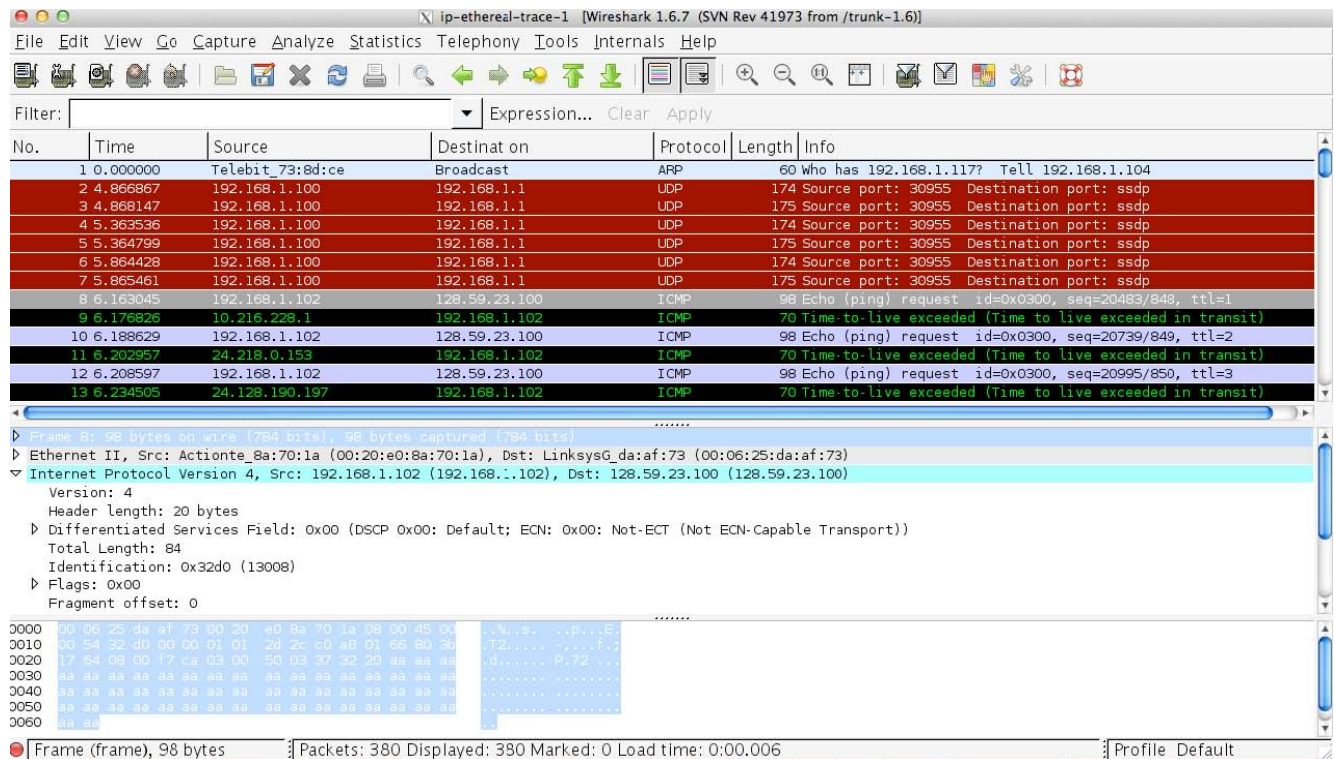 ip-ethereal-trace-1 [Wireshark 1.6.7 (SVN Rev 41973 from /trunk-1.6)]
File Edit View Go Capture Analyze Statistics Telephony Tools Internals Help
Filter: Expression... Clear Apply
No. Time Source Destinat on Protocol Length Info
1 0.000000 Telebit_73:8d:ce Broadcast ARP 60 Who has 192.168.1.117? Tell 192.168.1.104
2 4.866867 192.168.1.100 192.168.1.1 UDP 174 Source port: 30955 Destination port: ssdp
3 4.868147 192.168.1.100 192.168.1.1 UDP 175 Source port: 30955 Destination port: ssdp
4 5.363536 192.168.1.100 192.168.1.1 UDP 174 Source port: 30955 Destination port: ssdp
5 5.364799 192.168.1.100 192.168.1.1 UDP 175 Source port: 30955 Destination port: ssdp
6 5.864428 192.168.1.100 192.168.1.1 UDP 174 Source port: 30955 Destination port: ssdp
7 5.865461 192.168.1.100 192.168.1.1 UDP 175 Source port: 30955 Destination port: ssdp
8 6.163045 192.168.1.102 128.59.23.100 ICMP 98 Echo (ping) request id=0x0300, seq=20483/848, ttl=1
9 6.176826 10.216.228.1 192.168.1.102 ICMP 70 Time-to-live exceeded (Time to live exceeded in transit)
10 6.188629 192.168.1.102 128.59.23.100 ICMP 98 Echo (ping) request id=0x0300, seq=20739/849, ttl=2
11 6.202957 24.218.0.153 192.168.1.102 ICMP 70 Time-to-live exceeded (Time to live exceeded in transit)
12 6.208597 192.168.1.102 128.59.23.100 ICMP 98 Echo (ping) request id=0x0300, seq=20995/850, ttl=3
13 6.234505 24.128.190.197 192.168.1.102 ICMP 70 Time-to-live exceeded (Time to live exceeded in transit)
Frame 8: 98 bytes on wire (784 bits), 98 bytes captured (784 bits)
Ethernet II, Src: Actionte_8a:70:1a (00:20:e0:8a:70:1a), Dst: LinksysG_da:af:73 (00:06:25:da:af:73)
Internet Protocol Version 4, Src: 192.168.1.102 (192.168.1.102), Dst: 128.59.23.100 (128.59.23.100)
Version: 4
Header length: 20 bytes
Differentiated Services Field: 0x00 (DSCP 0x00: Default; ECN: 0x00: Not-ECT (Not ECN-Capable Transport))
Total Length: 84
Identification: 0x32d0 (13008)
Flags: 0x00
Fragment offset: 0
0000 00 06 25 da af 73 00 20 e0 8a 70 1a 08 00 45 00 ..%..s. ..p...E.
0010 00 54 32 d0 00 00 01 01 2d 2c c0 a8 01 66 80 3b .T2..... -,...f.;
0020 17 64 08 00 f7 ca 03 00 50 03 37 32 20 aa aa aa .d...... P.72 ...
0030 aa aa aa aa aa aa aa aa aa aa aa aa aa aa aa aa ........ ........
0040 aa aa aa aa aa aa aa aa aa aa aa aa aa aa aa aa ........ ........
0050 aa aa aa aa aa aa aa aa aa aa aa aa aa aa aa aa ........ ........
0060 aa aa ..
Frame (frame), 98 bytes Packets: 380 Displayed: 380 Marked: 0 Load time: 0:00.006 Profile Default